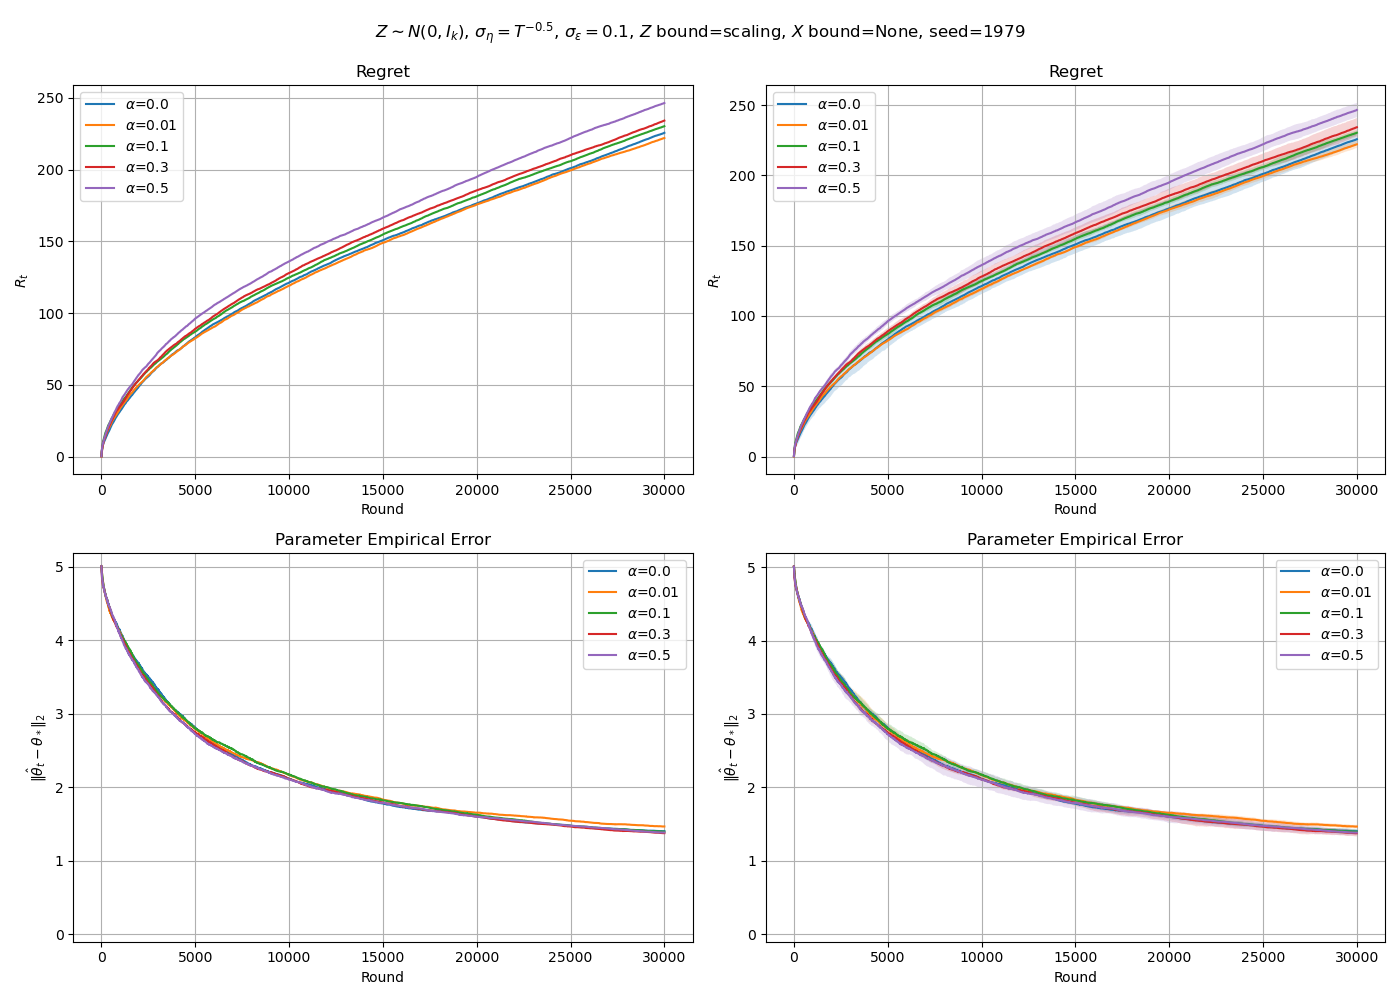 Z ∼ N(0, I_k), σ_η = T^{−0.5}, σ_ε = 0.1, Z bound=scaling, X bound=None, seed=1979
Regret
250
200
150
100
50
0
R_t
α=0.0
α=0.01
α=0.1
α=0.3
α=0.5
0 5000 10000 15000 20000 25000 30000
Round
Regret
250
200
150
100
50
0
R_t
α=0.0
α=0.01
α=0.1
α=0.3
α=0.5
0 5000 10000 15000 20000 25000 30000
Round
Parameter Empirical Error
5
4
3
2
1
0
‖θ̂_t − θ_*‖_2
α=0.0
α=0.01
α=0.1
α=0.3
α=0.5
0 5000 10000 15000 20000 25000 30000
Round
Parameter Empirical Error
5
4
3
2
1
0
‖θ̂_t − θ_*‖_2
α=0.0
α=0.01
α=0.1
α=0.3
α=0.5
0 5000 10000 15000 20000 25000 30000
Round